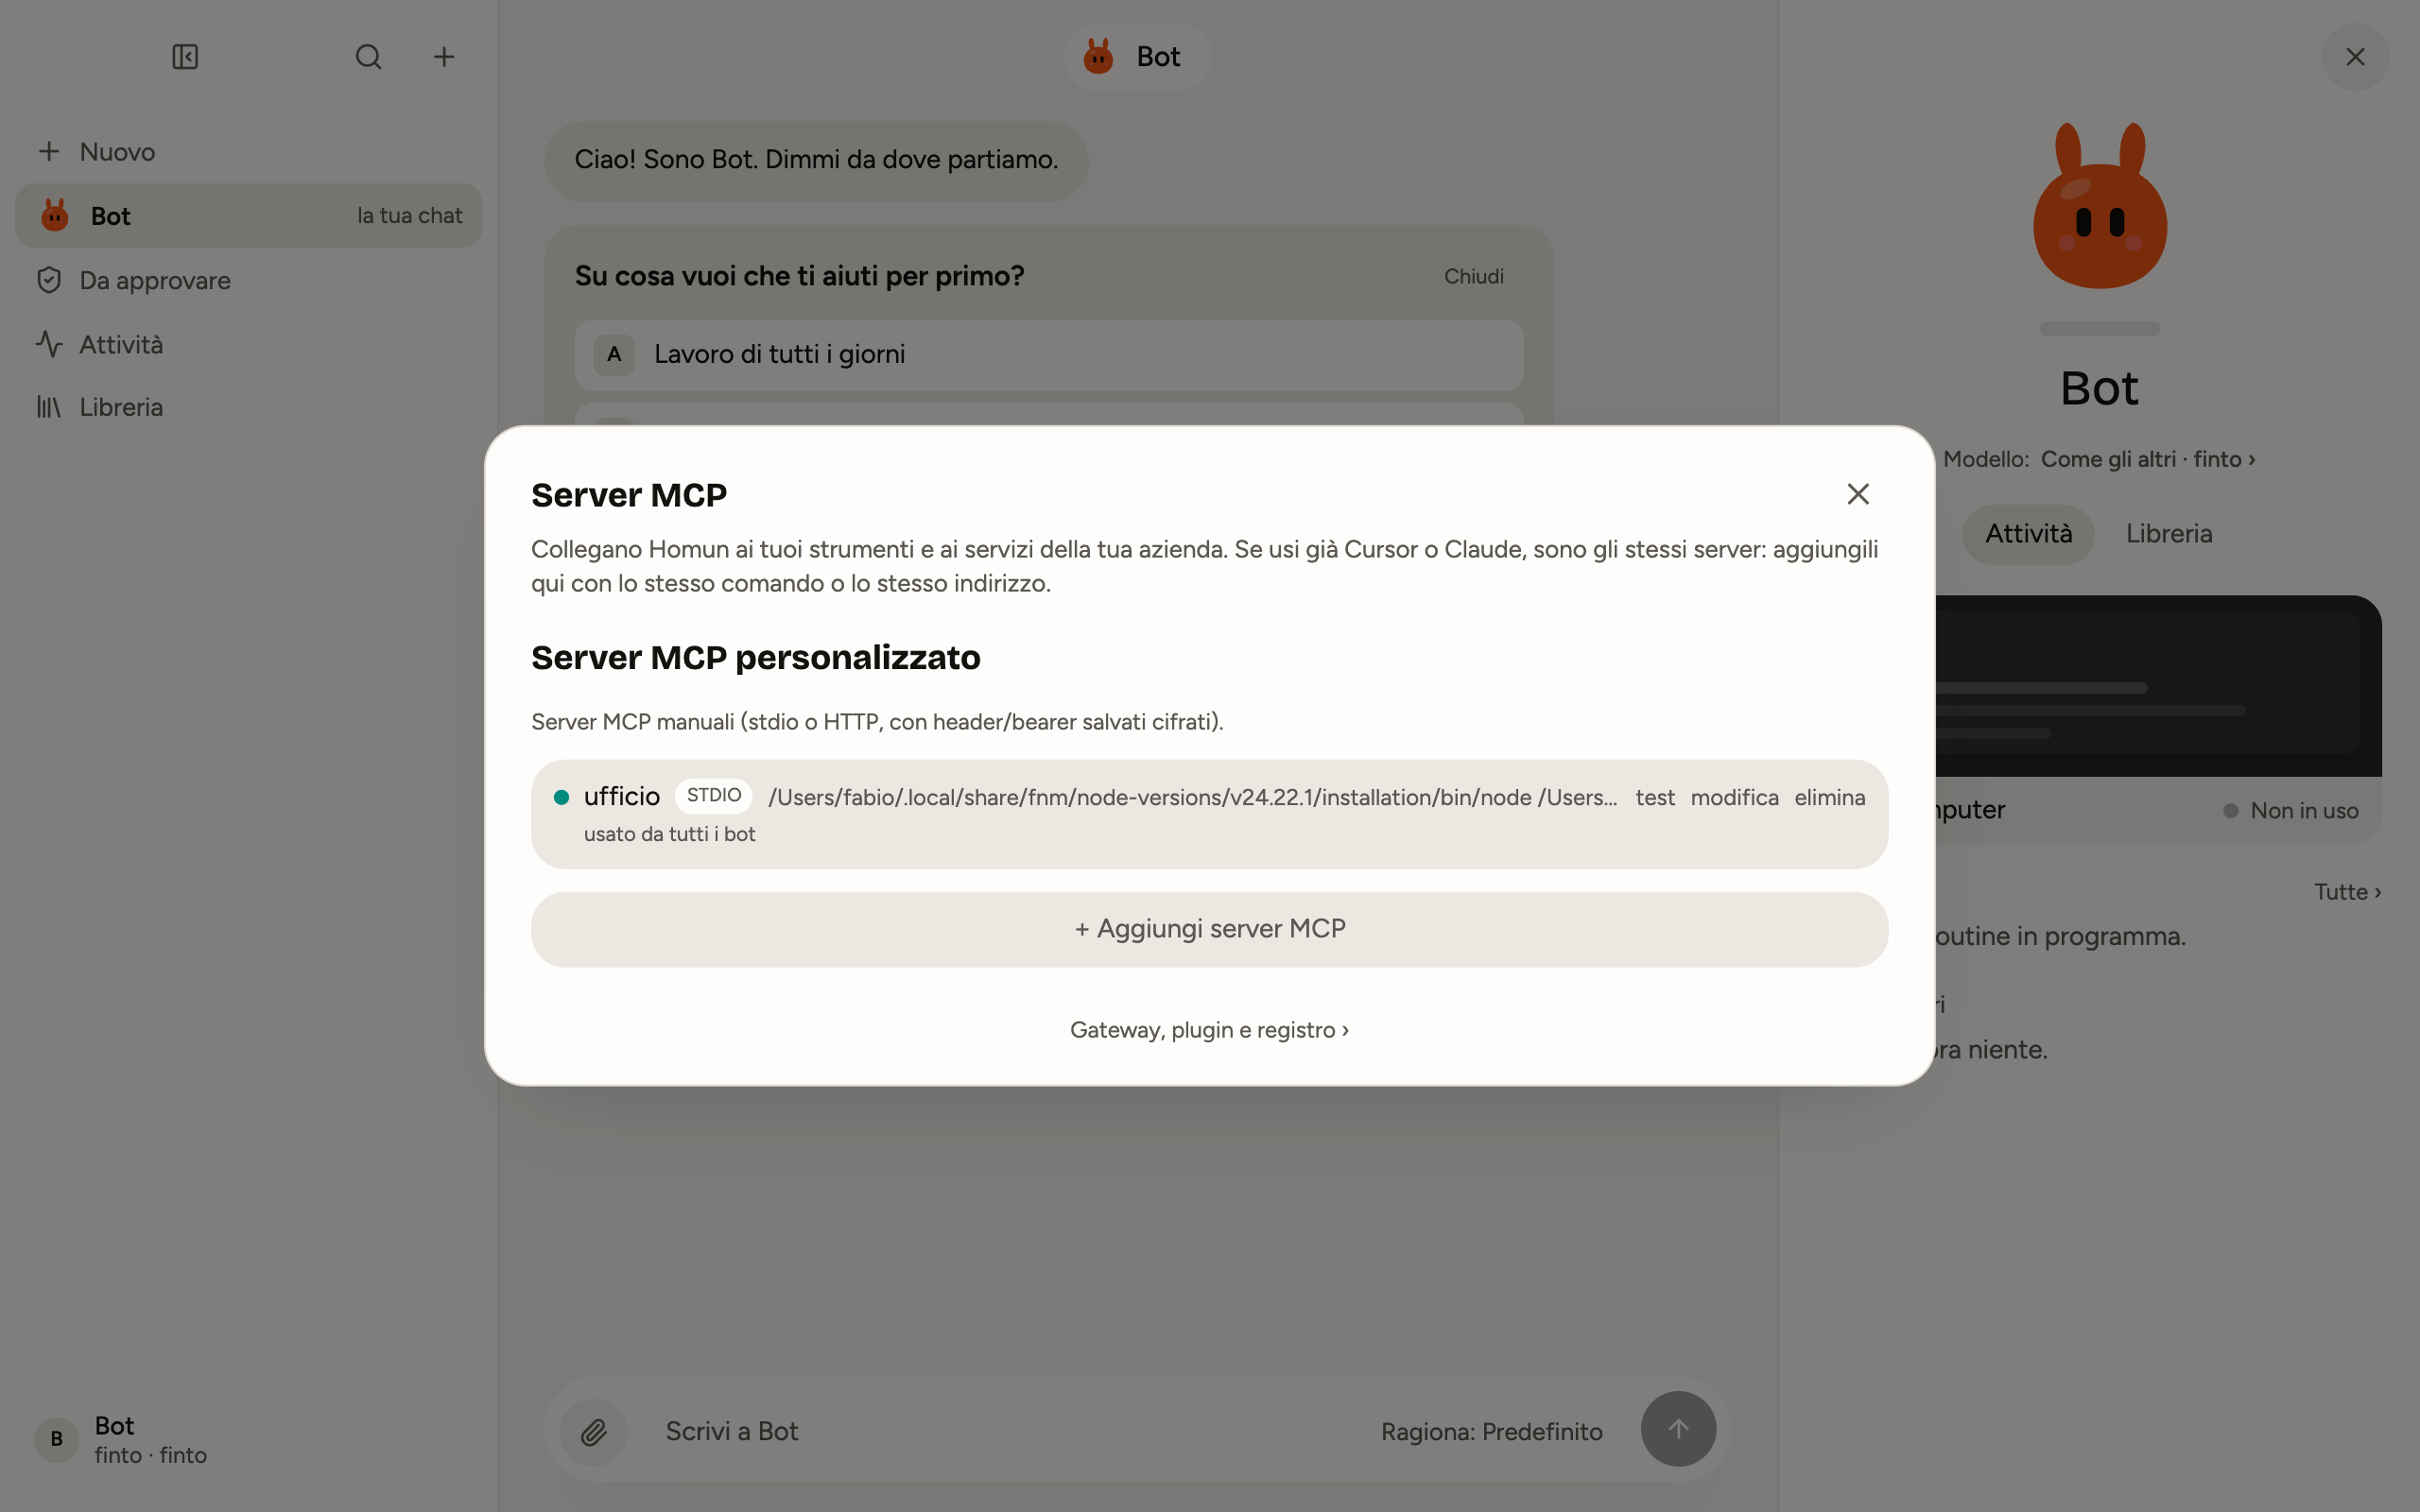 Bot
Nuovo
Bot
la tua chat
Da approvare
Attività
Libreria
Ciao! Sono Bot. Dimmi da dove partiamo.
Su cosa vuoi che ti aiuti per primo?
Chiudi
A
Lavoro di tutti i giorni
Server MCP
Collegano Homun ai tuoi strumenti e ai servizi della tua azienda. Se usi già Cursor o Claude, sono gli stessi server: aggiungili
qui con lo stesso comando o lo stesso indirizzo.
Server MCP personalizzato
Server MCP manuali (stdio o HTTP, con header/bearer salvati cifrati).
ufficio STDIO /Users/fabio/.local/share/fnm/node-versions/v24.22.1/installation/bin/node /Users... test modifica elimina
usato da tutti i bot
+ Aggiungi server MCP
Gateway, plugin e registro ›
Bot
Modello: Come gli altri · finto ›
Attività
Libreria
nputer
Non in uso
Tutte ›
outine in programma.
ri
ra niente.
B
Bot
finto · finto
Scrivi a Bot
Ragiona: Predefinito